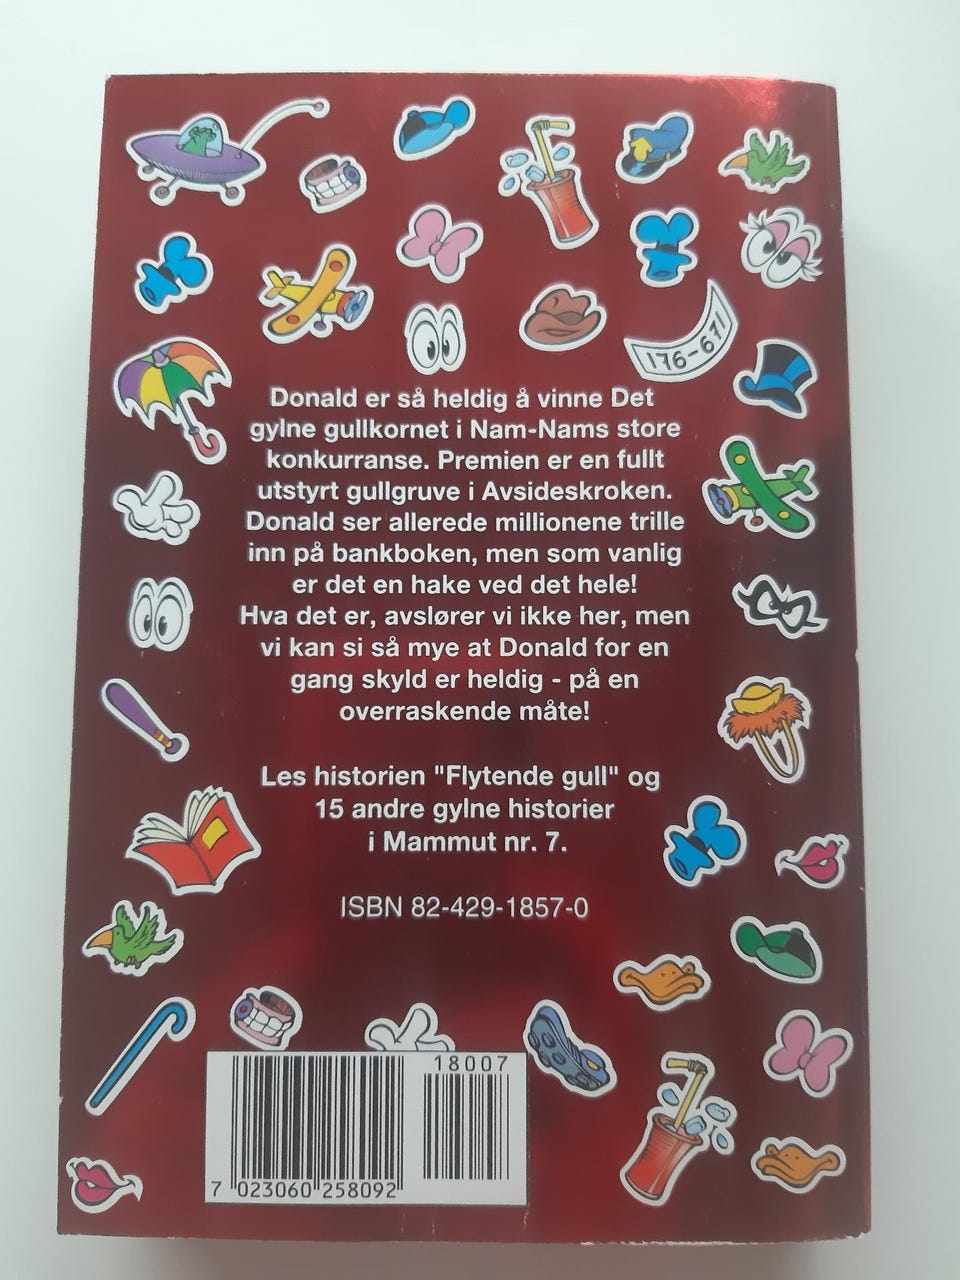 176-671
Donald er så heldig å vinne Det
gylne gullkornet i Nam-Nams store
konkurranse. Premien er en fullt
utstyrt gullgruve i Avsideskroken.
Donald ser allerede millionene trille
inn på bankboken, men som vanlig
er det en hake ved det hele!
Hva det er, avslører vi ikke her, men
vi kan si så mye at Donald for en
gang skyld er heldig - på en
overraskende måte!
Les historien "Flytende gull" og
15 andre gylne historier
i Mammut nr. 7.
ISBN 82-429-1857-0
18007
7 023060 258092